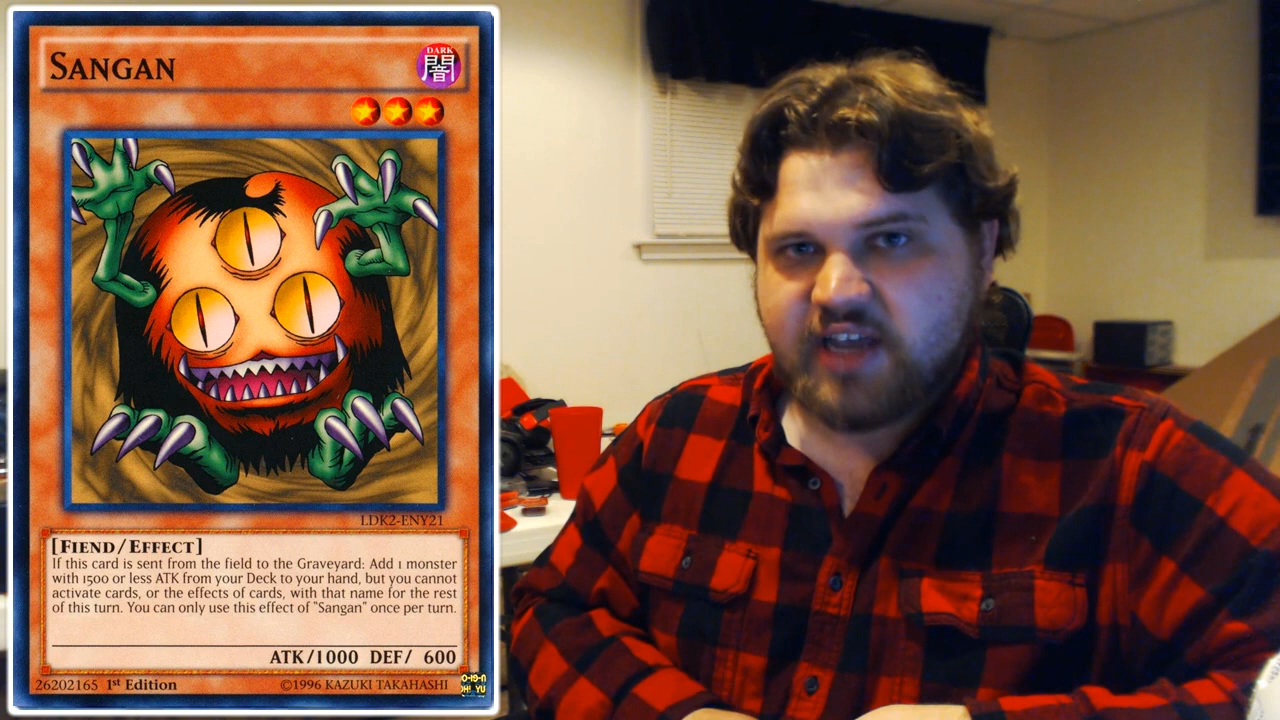 SANGAN
DARK
闇
LDK2-ENY21
[FIEND/EFFECT]
If this card is sent from the field to the Graveyard: Add 1 monster
with 1500 or less ATK from your Deck to your hand, but you cannot
activate cards, or the effects of cards, with that name for the rest
of this turn. You can only use this effect of "Sangan" once per turn.
ATK/1000 DEF/ 600
26202165 1st Edition ©1996 KAZUKI TAKAHASHI